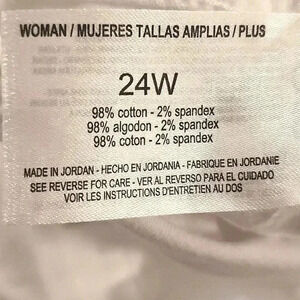 WOMAN / MUJERES TALLAS AMPLIAS / PLUS
24W
98% cotton - 2% spandex
98% algodon - 2% spandex
98% coton - 2% spandex
MADE IN JORDAN - HECHO EN JORDANIA - FABRIQUE EN JORDANIE
SEE REVERSE FOR CARE - VER AL REVERSO PARA EL CUIDADO
VOIR LES INSTRUCTIONS D'ENTRETIEN AU DOS